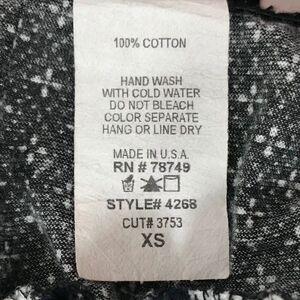 100% COTTON
HAND WASH
WITH COLD WATER
DO NOT BLEACH
COLOR SEPARATE
HANG OR LINE DRY
MADE IN U.S.A.
RN # 78749
STYLE# 4268
CUT# 3753
XS